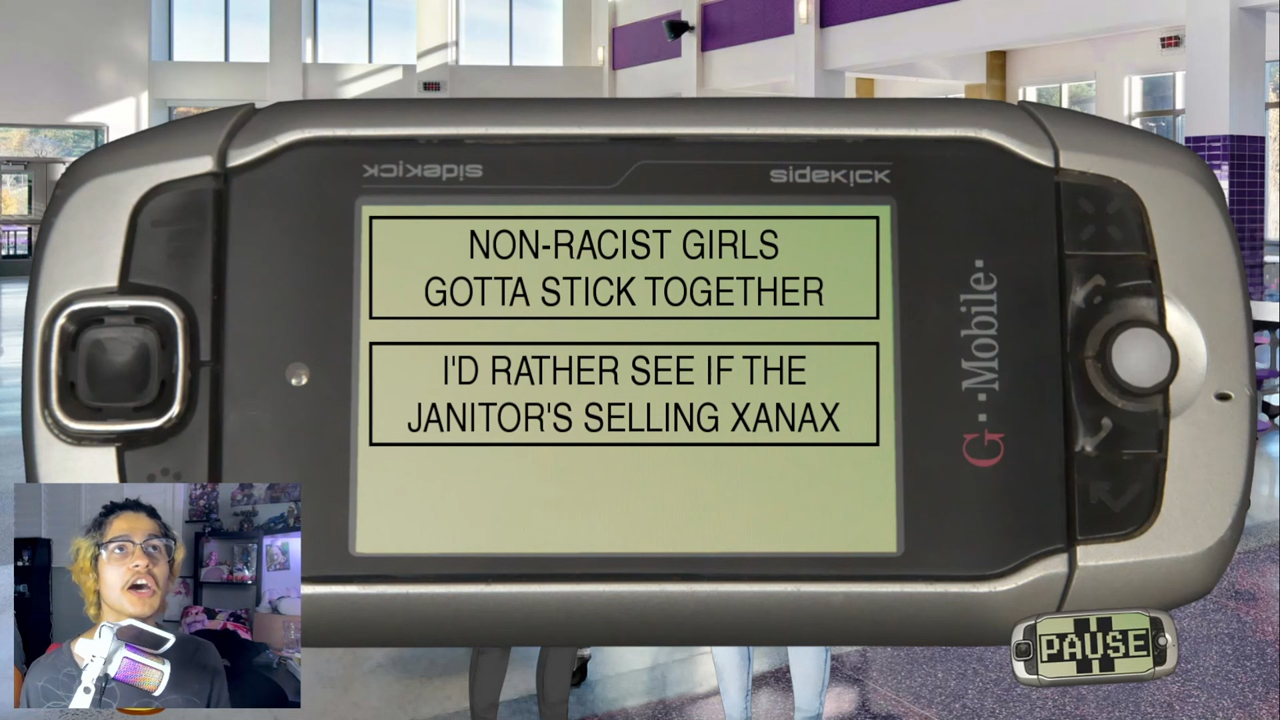 sidekick
sidekick
NON-RACIST GIRLS
GOTTA STICK TOGETHER
I'D RATHER SEE IF THE
JANITOR'S SELLING XANAX
G··Mobile·
PAUSE